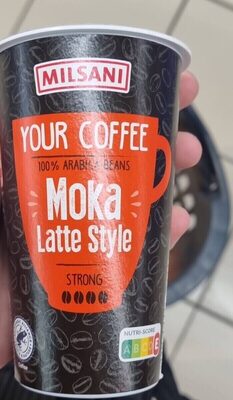 MILSANI
YOUR COFFEE
100% ARABICA BEANS
Moka
Latte Style
STRONG
NUTRI-SCORE
A B C D E